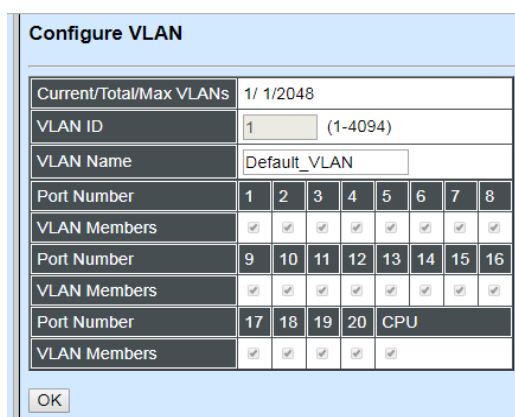 Configure VLAN
Current/Total/Max VLANs 1/ 1/2048
VLAN ID 1 (1-4094)
VLAN Name Default_VLAN
Port Number 1 2 3 4 5 6 7 8
VLAN Members
Port Number 9 10 11 12 13 14 15 16
VLAN Members
Port Number 17 18 19 20 CPU
VLAN Members
OK